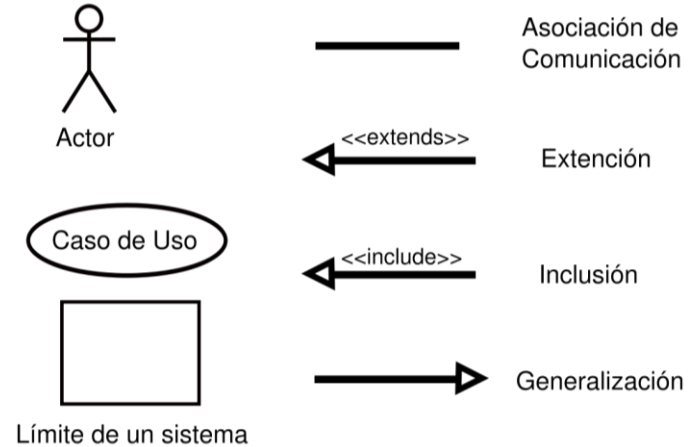 Asociación de
Comunicación
Actor
<<extends>>
Extención
Caso de Uso
<<include>>
Inclusión
Generalización
Límite de un sistema